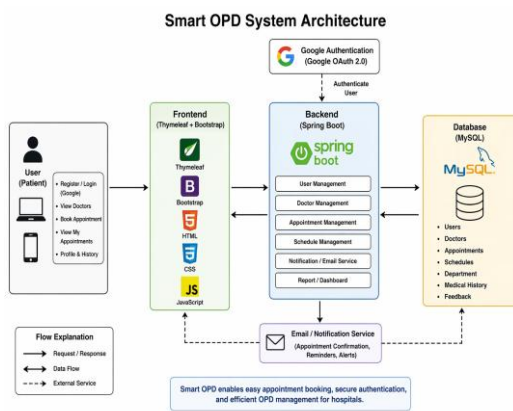 Smart OPD System Architecture
Google Authentication
(Google OAuth 2.0)
Authenticate
User
User
(Patient)
Register / Login
(Google)
View Doctors
Book Appointment
View My
Appointments
Profile & History
Frontend
(Thymeleaf + Bootstrap)
Thymeleaf
B
Bootstrap
5
HTML
3
CSS
JS
JavaScript
Backend
(Spring Boot)
spring
boot
User Management
Doctor Management
Appointment Management
Schedule Management
Notification / Email Service
Report / Dashboard
Database
(MySQL)
MySQL
Users
Doctors
Appointments
Schedules
Department
Medical History
Feedback
Flow Explanation
Request / Response
Data Flow
External Service
Email / Notification Service
(Appointment Confirmation,
Reminders, Alerts)
Smart OPD enables easy appointment booking, secure authentication,
and efficient OPD management for hospitals.